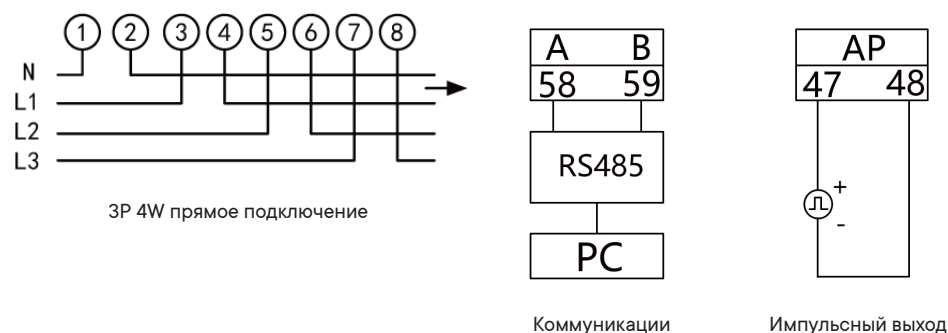 1 2 3 4 5 6 7 8
N
L1
L2
L3
3P 4W прямое подключение
A B
58 59
RS485
PC
Коммуникации
AP
47 48
+
-
Импульсный выход